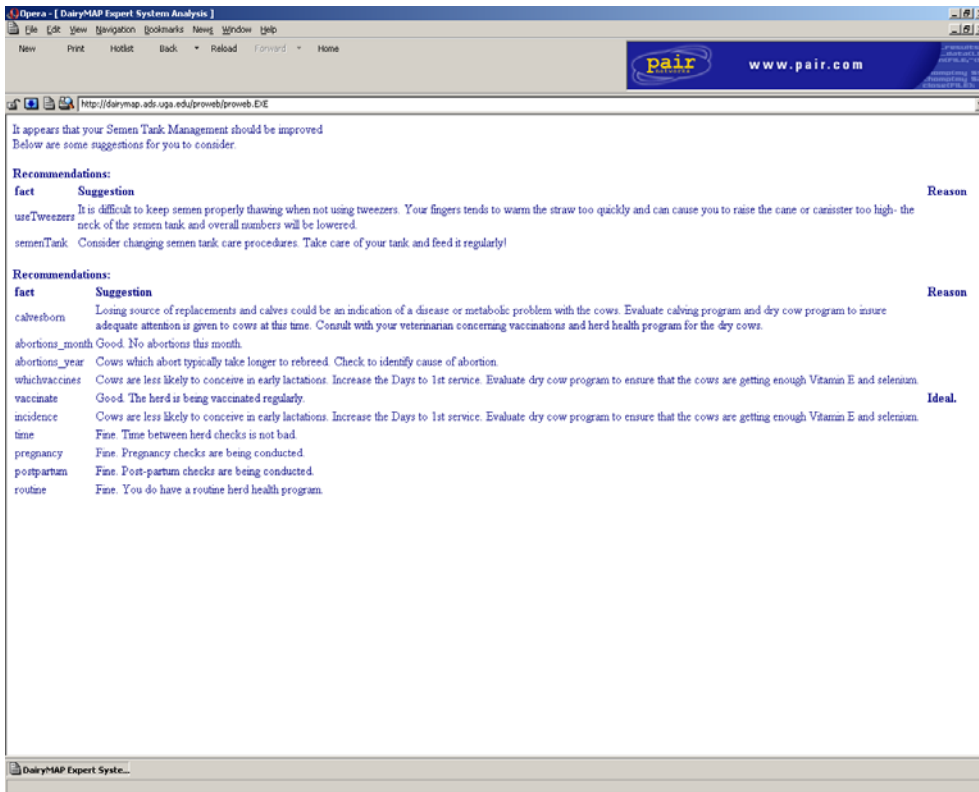 Opera - [ DairyMAP Expert System Analysis ]
File Edit View Navigation Bookmarks News Window Help
New Print Hotlist Back Reload Forward Home
pair
networks
www.pair.com
http://dairymap.ads.uga.edu/proweb/proweb.EXE
It appears that your Semen Tank Management should be improved
Below are some suggestions for you to consider.
Recommendations:
fact Suggestion Reason
useTweezers It is difficult to keep semen properly thawing when not using tweezers. Your fingers tends to warm the straw too quickly and can cause you to raise the cane or canisster too high- the
neck of the semen tank and overall numbers will be lowered.
semenTank Consider changing semen tank care procedures. Take care of your tank and feed it regularly!
Recommendations:
fact Suggestion Reason
calvesborn Losing source of replacements and calves could be an indication of a disease or metabolic problem with the cows. Evaluate calving program and dry cow program to insure
adequate attention is given to cows at this time. Consult with your veternarian concerning vaccinations and herd health program for the dry cows.
abortions_month Good. No abortions this month.
abortions_year Cows which abort typically take longer to rebreed. Check to identify cause of abortion.
whichvaccines Cows are less likely to conceive in early lactations. Increase the Days to 1st service. Evaluate dry cow program to ensure that the cows are getting enough Vitamin E and selenium.
vaccinate Good. The herd is being vaccinated regularly. Ideal.
incidence Cows are less likely to conceive in early lactations. Increase the Days to 1st service. Evaluate dry cow program to ensure that the cows are getting enough Vitamin E and selenium.
time Fine. Time between herd checks is not bad.
pregnancy Fine. Pregnancy checks are being conducted.
postpartum Fine. Post-partum checks are being conducted.
routine Fine. You do have a routine herd health program.
DairyMAP Expert Syste...